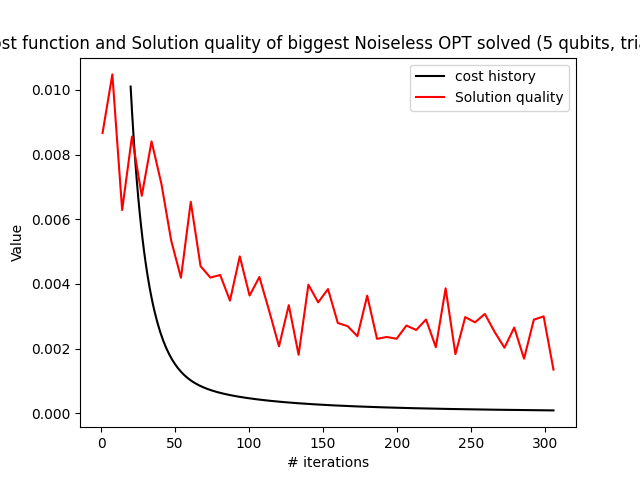 ost function and Solution quality of biggest Noiseless OPT solved (5 qubits, tria
cost history
Solution quality
0.010
0.008
0.006
0.004
0.002
0.000
Value
0 50 100 150 200 250 300
# iterations